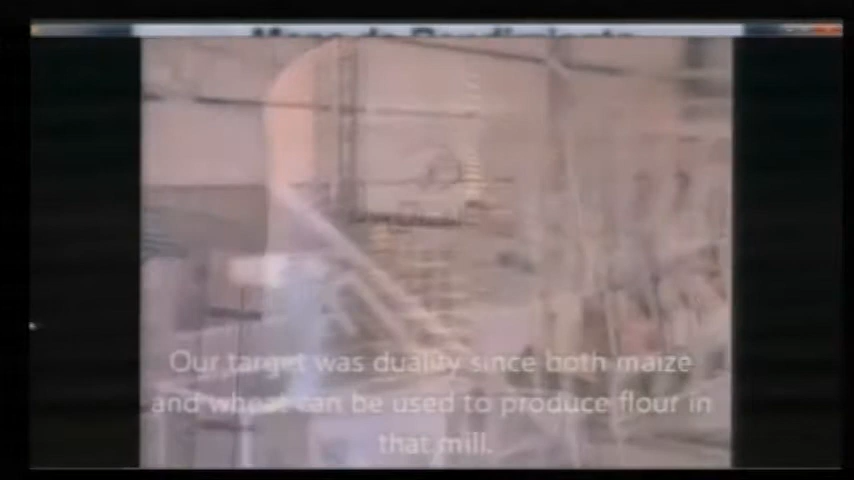 Our target was duality since both maize
and wheat can be used to produce flour in
that mill.